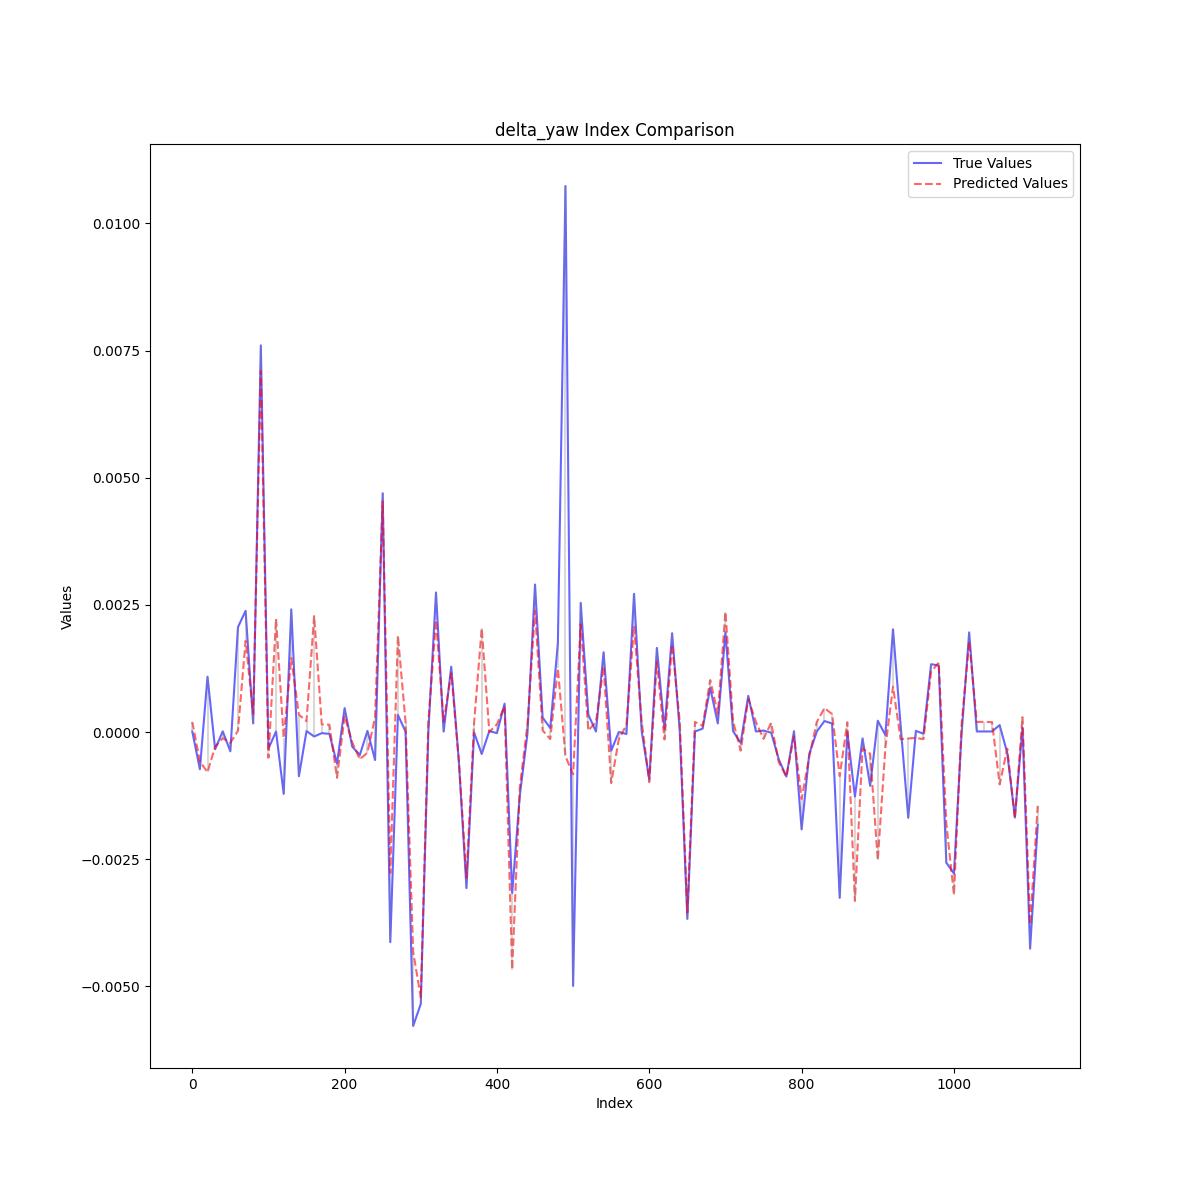 delta_yaw Index Comparison
True Values
Predicted Values
0.0100
0.0075
0.0050
0.0025
0.0000
−0.0025
−0.0050
Values
0 200 400 600 800 1000
Index